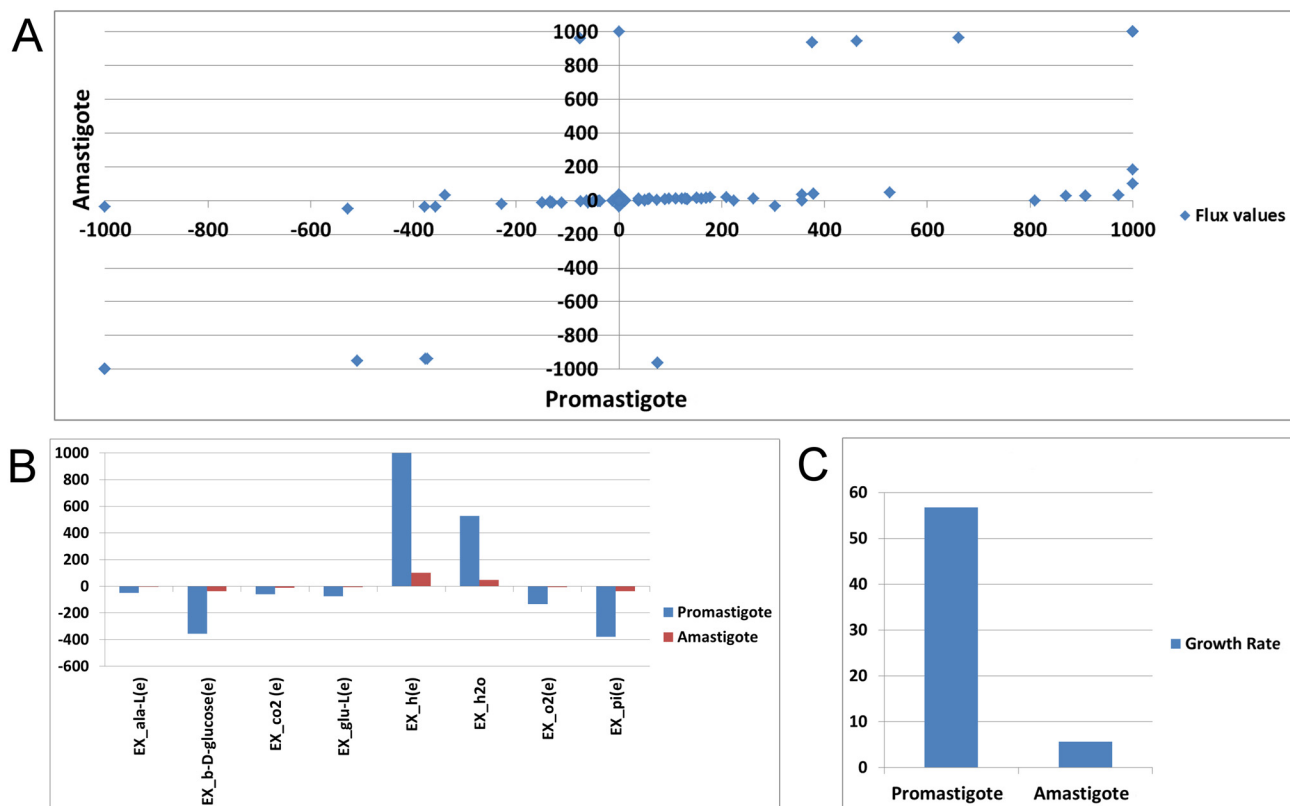 A
1000
800
600
400
200
0
-200
-400
-600
-800
-1000
-1000 -800 -600 -400 -200 0 200 400 600 800 1000
Amastigote
Promastigote
Flux values
B
1000
800
600
400
200
0
-200
-400
-600
EX_ala-L(e)
EX_b-D-glucose(e)
EX_co2 (e)
EX_glu-L(e)
EX_h(e)
EX_h2o
EX_o2(e)
EX_pi(e)
Promastigote
Amastigote
C
60
50
40
30
20
10
0
Promastigote Amastigote
Growth Rate